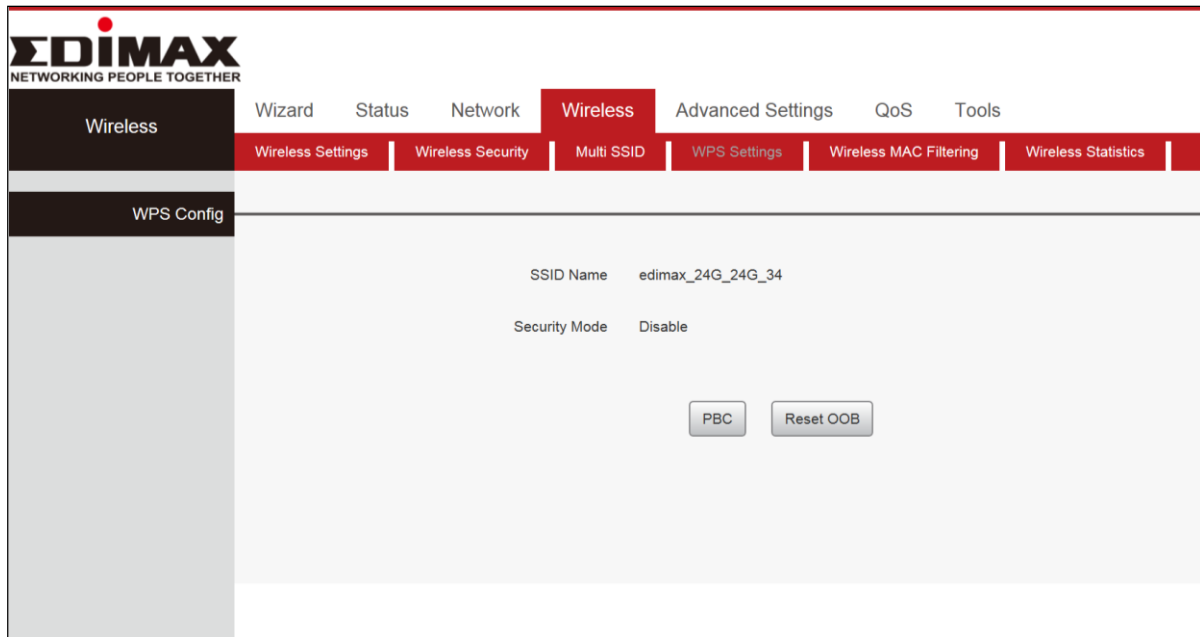 EDIMAX
NETWORKING PEOPLE TOGETHER
Wireless
Wizard Status Network Wireless Advanced Settings QoS Tools
Wireless Settings Wireless Security Multi SSID WPS Settings Wireless MAC Filtering Wireless Statistics
WPS Config
SSID Name edimax_24G_24G_34
Security Mode Disable
PBC Reset OOB